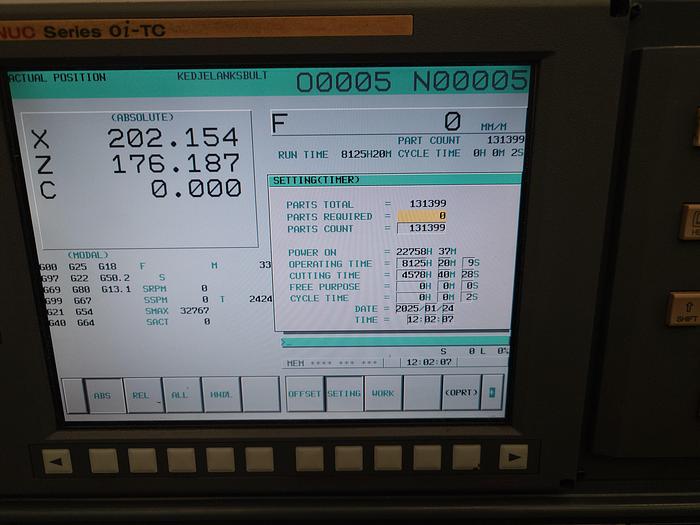 NUC Series 0i-TC
ACTUAL POSITION KEDJELANKSBULT O0005 N00005
(ABSOLUTE)
X 202.154
Z 176.187
C 0.000
F 0 MM/M
PART COUNT 131399
RUN TIME 8125H20M CYCLE TIME 0H 0M 2S
SETTING(TIMER)
PARTS TOTAL = 131399
PARTS REQUIRED = 0
PARTS COUNT = 131399
POWER ON = 22758H 37M
OPERATING TIME = 8125H 20M 9S
CUTTING TIME = 4578H 40M 28S
FREE PURPOSE = 0H 0M 0S
CYCLE TIME = 0H 0M 2S
DATE = 2025/01/24
TIME = 12:02:07
(MODAL)
G00 G25 G18 F M 33
G97 G22 G50.2 S
G69 G80 G13.1 SRPM 0
G99 G67 SSPM 0 T 2424
G21 G54 SMAX 32767
G40 G64 SACT 0
>_
S 0 L 0%
MEM **** *** *** 12:02:07
ABS REL ALL HNDL OFFSET SETING WORK (OPRT)
SHIFT